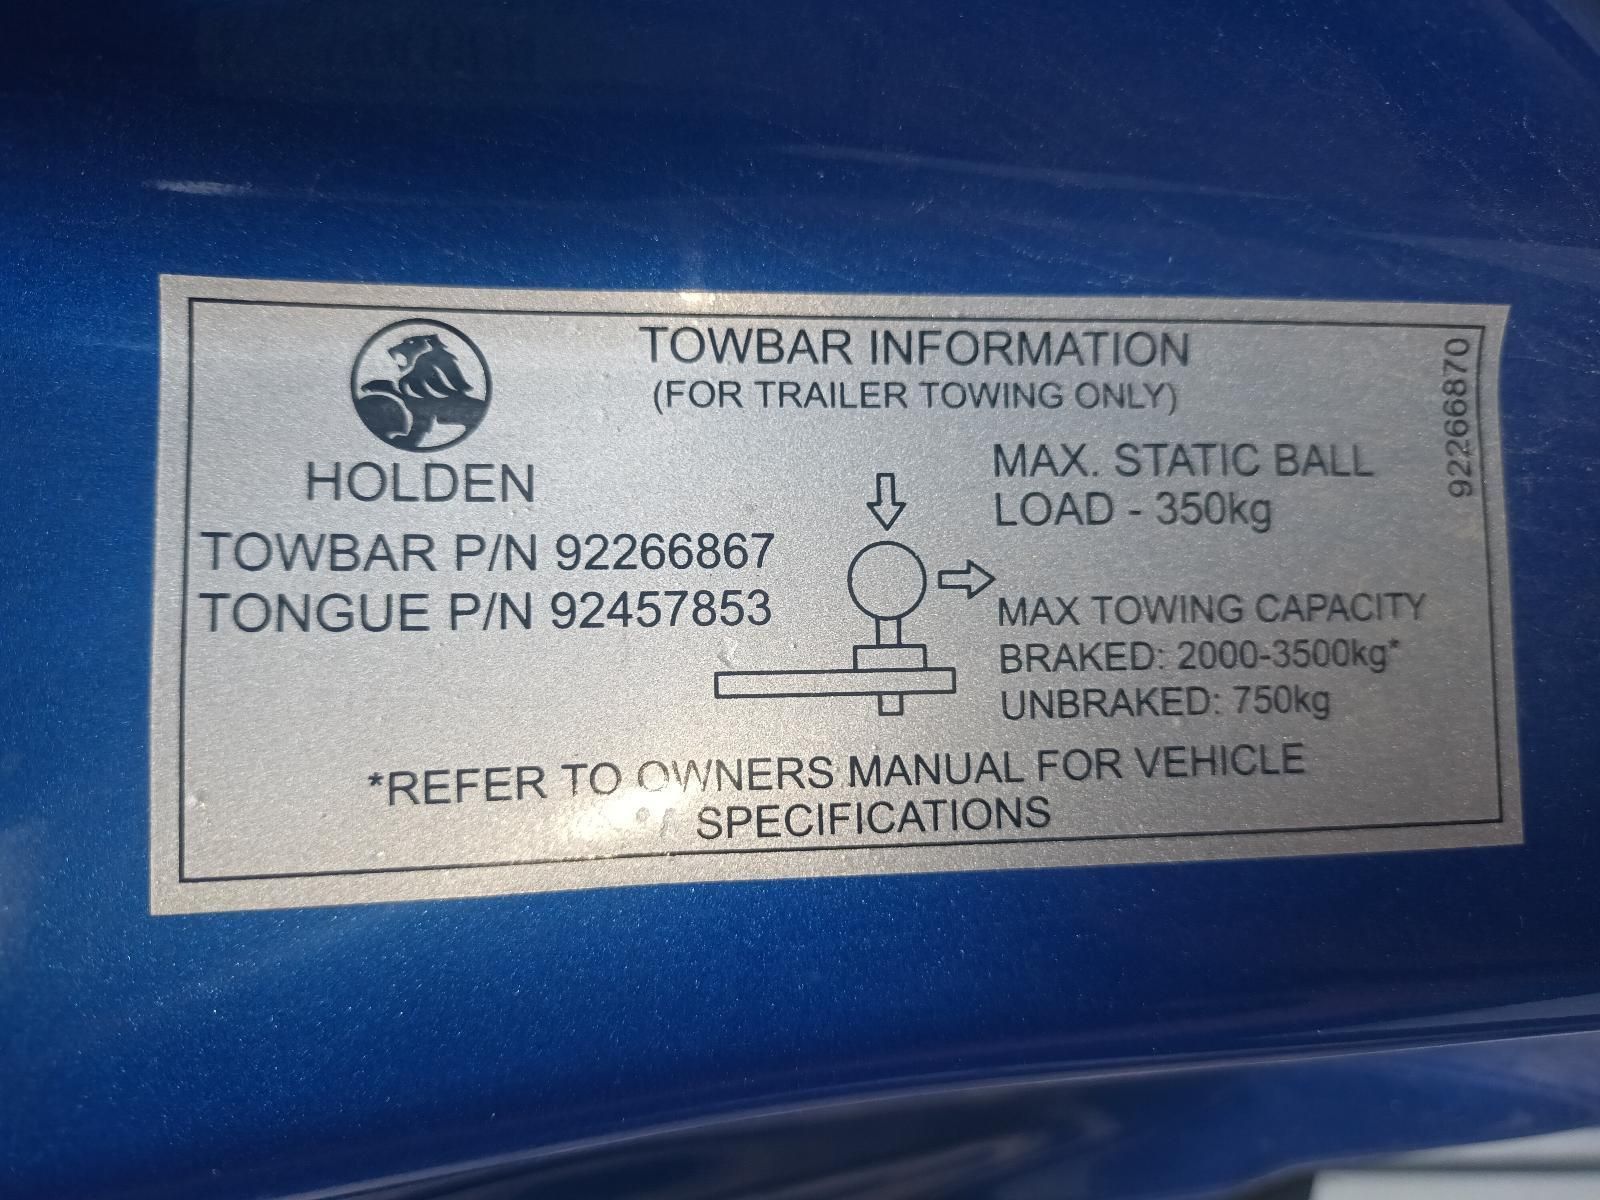 TOWBAR INFORMATION
(FOR TRAILER TOWING ONLY)
HOLDEN
TOWBAR P/N 92266867
TONGUE P/N 92457853
MAX. STATIC BALL
LOAD - 350kg
MAX TOWING CAPACITY
BRAKED: 2000-3500kg*
UNBRAKED: 750kg
*REFER TO OWNERS MANUAL FOR VEHICLE
SPECIFICATIONS
92266870